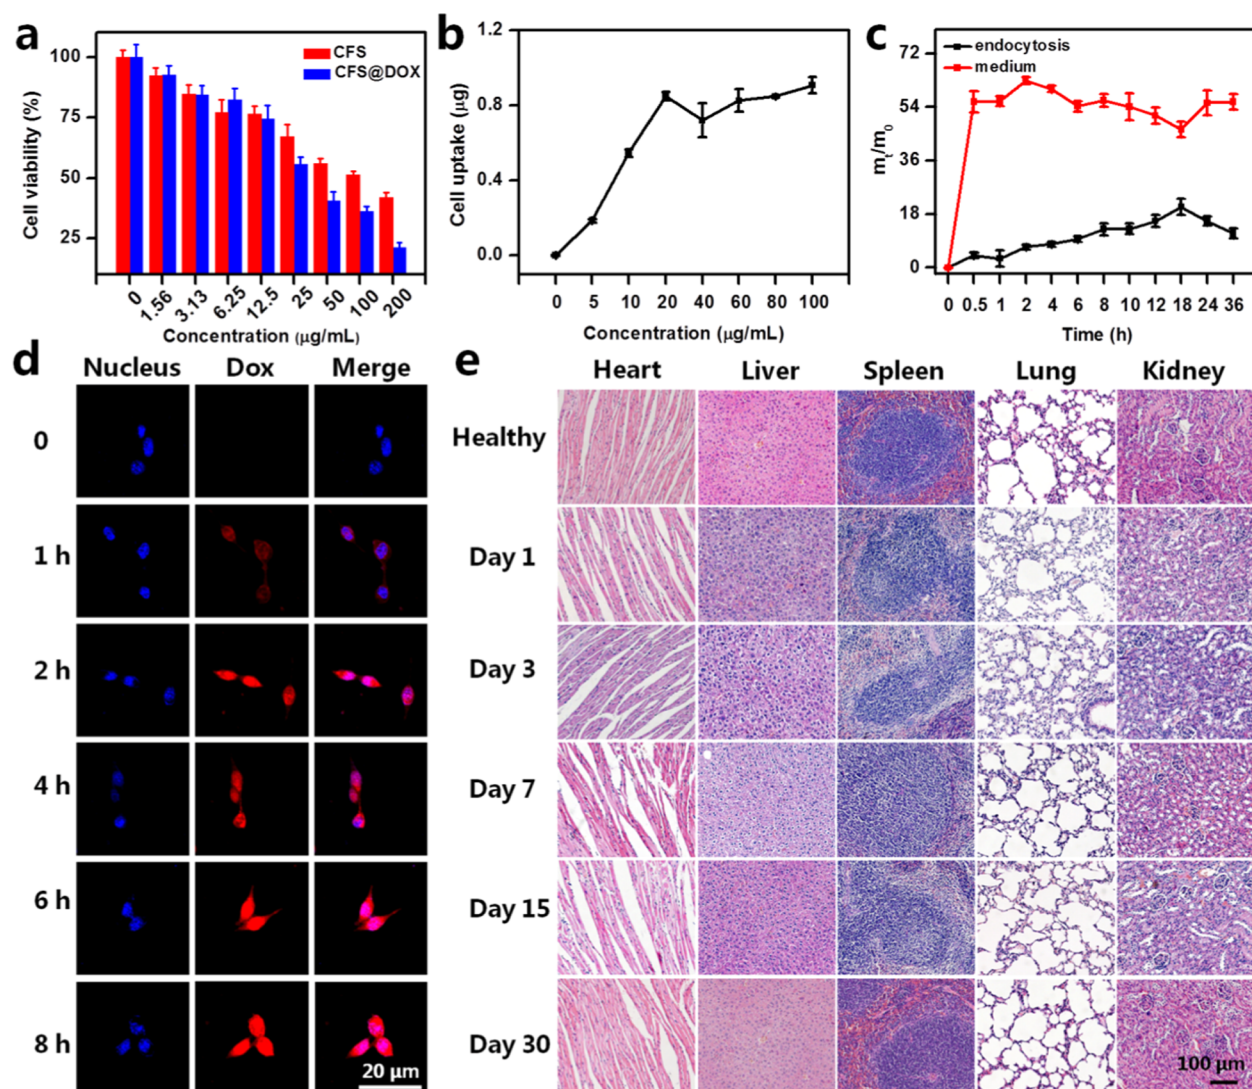 a
CFS
CFS@DOX
100
75
50
25
Cell viability (%)
0 1.56 3.13 6.25 12.5 25 50 100 200
Concentration (μg/mL)
b
1.2
0.8
0.4
0.0
Cell uptake (μg)
0 5 10 20 40 60 80 100
Concentration (μg/mL)
c
endocytosis
medium
72
54
36
18
0
mt/m0
0 0.5 1 2 4 6 8 10 12 18 24 36
Time (h)
d
Nucleus Dox Merge
0
1 h
2 h
4 h
6 h
8 h
20 μm
e
Heart Liver Spleen Lung Kidney
Healthy
Day 1
Day 3
Day 7
Day 15
Day 30
100 μm